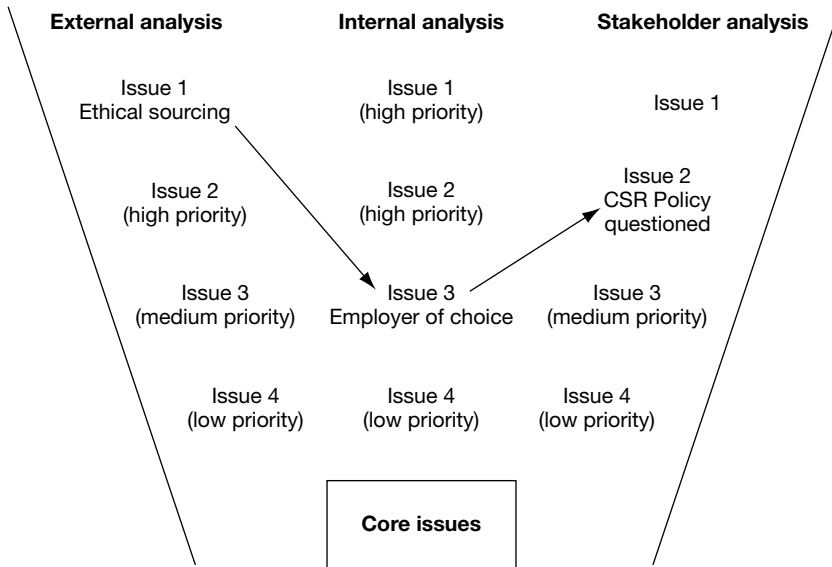 External analysis
Internal analysis
Stakeholder analysis
Issue 1
Ethical sourcing
Issue 1
(high priority)
Issue 1
Issue 2
(high priority)
Issue 2
(high priority)
Issue 2
CSR Policy
questioned
Issue 3
(medium priority)
Issue 3
Employer of choice
Issue 3
(medium priority)
Issue 4
(low priority)
Issue 4
(low priority)
Issue 4
(low priority)
Core issues